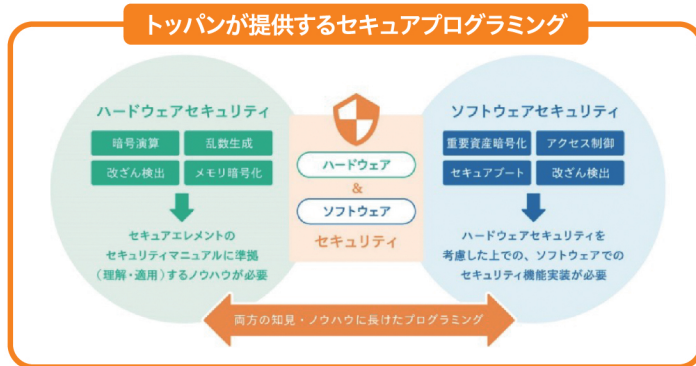 トッパンが提供するセキュアプログラミング
ハードウェアセキュリティ
暗号演算
乱数生成
改ざん検出
メモリ暗号化
セキュアエレメントの
セキュリティマニュアルに準拠
(理解・適用)するノウハウが必要
ハードウェア
&
ソフトウェア
セキュリティ
ソフトウェアセキュリティ
重要資産暗号化
アクセス制御
セキュアブート
改ざん検出
ハードウェアセキュリティを
考慮した上での、ソフトウェアでの
セキュリティ機能実装が必要
両方の知見・ノウハウに長けたプログラミング